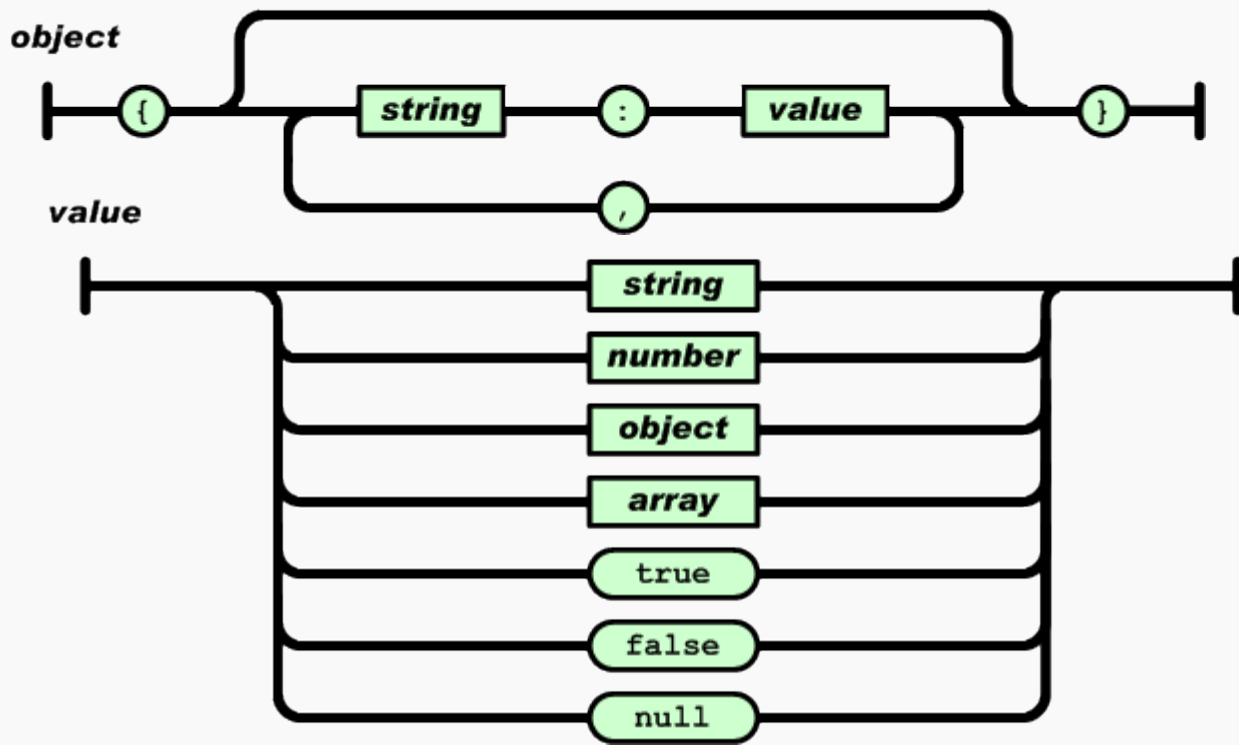 object
{ string : value }
,
value
string
number
object
array
true
false
null